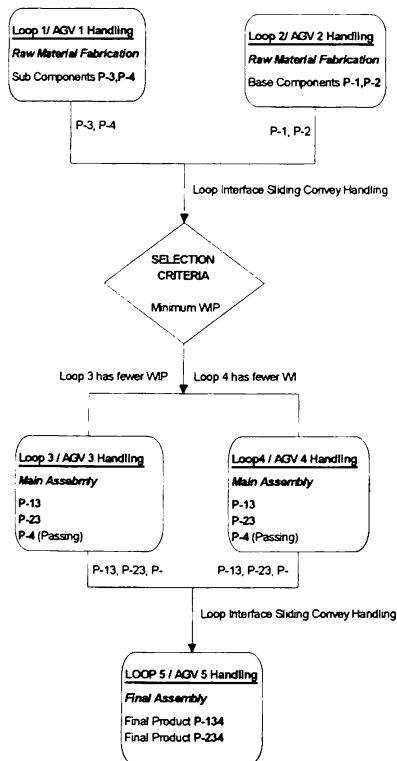 Loop 1/ AGV 1 Handling
Raw Material Fabrication
Sub Components P-3,P-4
Loop 2/ AGV 2 Handling
Raw Material Fabrication
Base Components P-1,P-2
P-3, P-4
P-1, P-2
Loop Interface Sliding Convey Handling
SELECTION
CRITERIA
Minimum WIP
Loop 3 has fewer WIP
Loop 4 has fewer WI
Loop 3 / AGV 3 Handling
Main Assebmty
P-13
P-23
P-4 (Passing)
Loop4 / AGV 4 Handling
Main Assembly
P-13
P-23
P-4 (Passing)
P-13, P-23, P-
P-13, P-23, P-
Loop Interface Sliding Convey Handling
LOOP 5 / AGV 5 Handling
Final Assembly
Final Product P-134
Final Product P-234